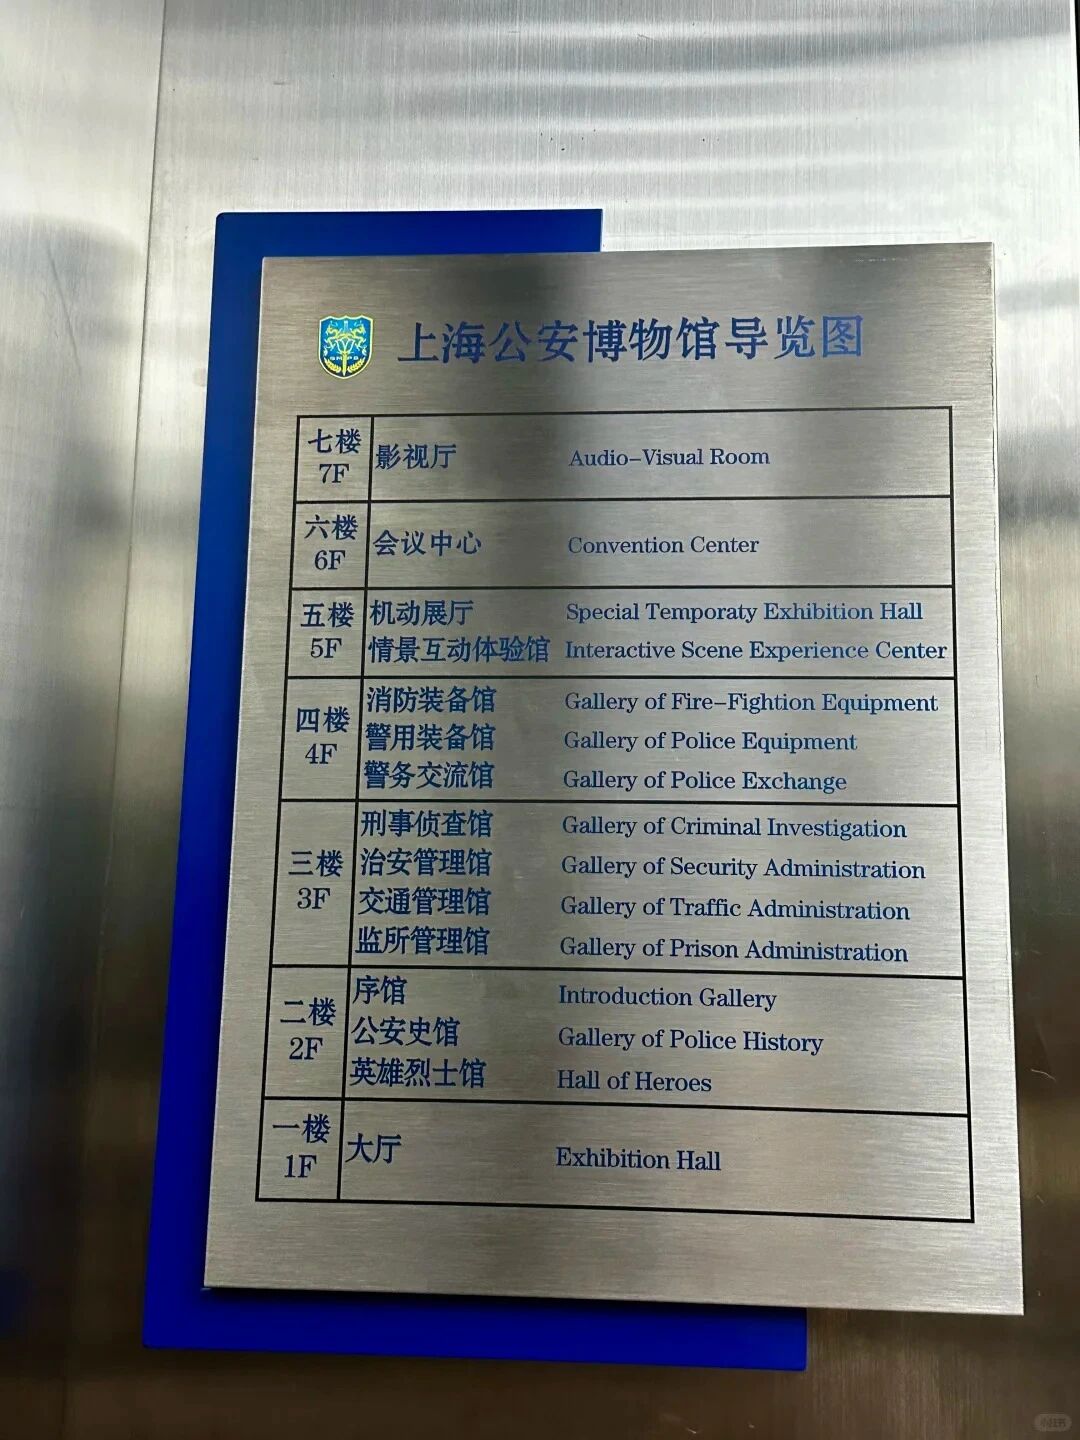 上海公安博物馆导览图
七楼 7F 影视厅 Audio-Visual Room
六楼 6F 会议中心 Convention Center
五楼 5F 机动展厅 Special Temporaty Exhibition Hall
情景互动体验馆 Interactive Scene Experience Center
四楼 4F 消防装备馆 Gallery of Fire-Fightion Equipment
警用装备馆 Gallery of Police Equipment
警务交流馆 Gallery of Police Exchange
三楼 3F 刑事侦查馆 Gallery of Criminal Investigation
治安管理馆 Gallery of Security Administration
交通管理馆 Gallery of Traffic Administration
监所管理馆 Gallery of Prison Administration
二楼 2F 序馆 Introduction Gallery
公安史馆 Gallery of Police History
英雄烈士馆 Hall of Heroes
一楼 1F 大厅 Exhibition Hall